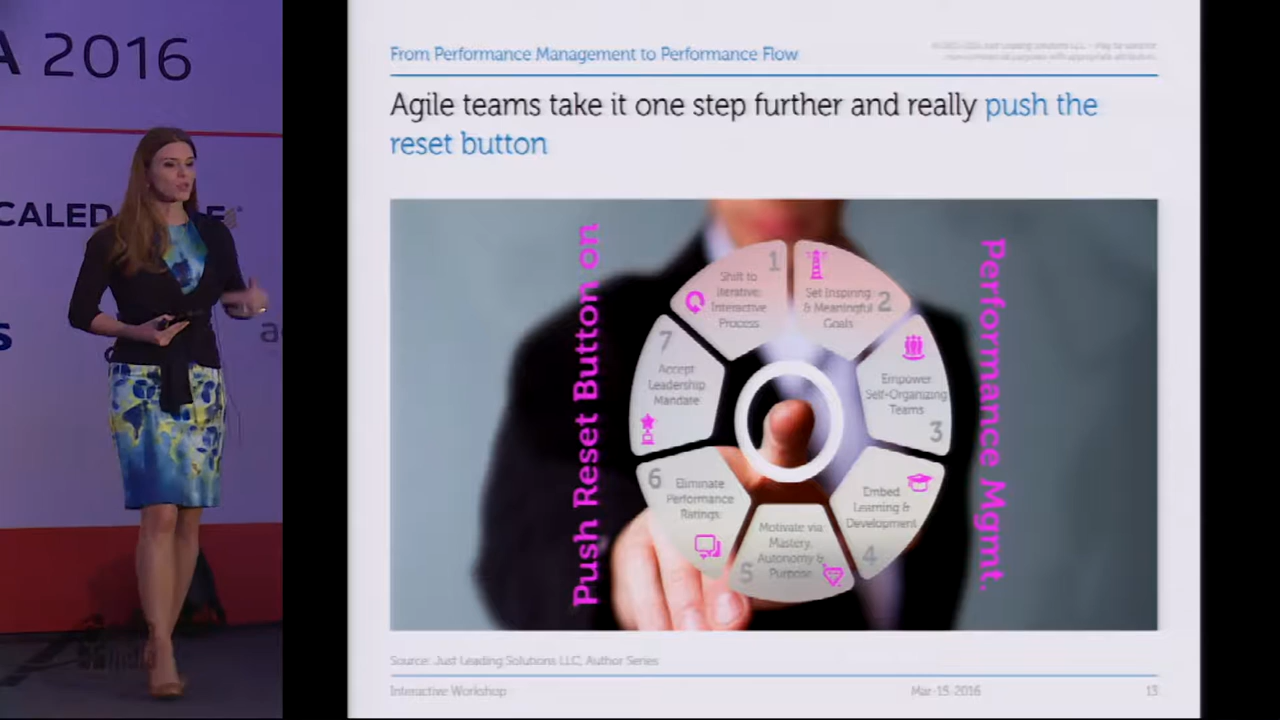 A 2016
CALED
From Performance Management to Performance Flow
Agile teams take it one step further and really push the
reset button
Push Reset Button on
Performance Mgmt.
1
Shift to
Iterative;
Interactive
Process
2
Set Inspiring
& Meaningful
Goals
3
Empower
Self-Organizing
Teams
4
Embed
Learning &
Development
5
Motivate via
Mastery,
Autonomy &
Purpose
6
Eliminate
Performance
Ratings
7
Accept
Leadership
Mandate
Source: Just Leading Solutions LLC, Author Series
Interactive Workshop
Mar-15-2016
13